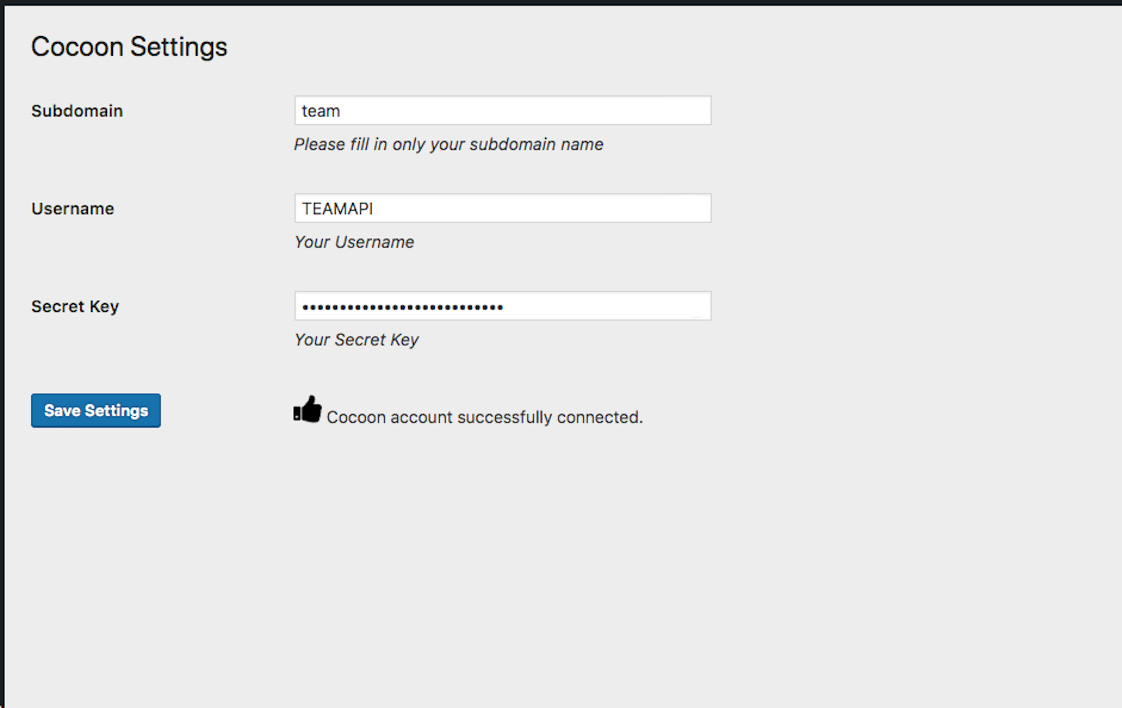 Cocoon Settings
Subdomain
team
Please fill in only your subdomain name
Username
TEAMAPI
Your Username
Secret Key
•••••••••••••••••••••••••••
Your Secret Key
Save Settings
Cocoon account successfully connected.